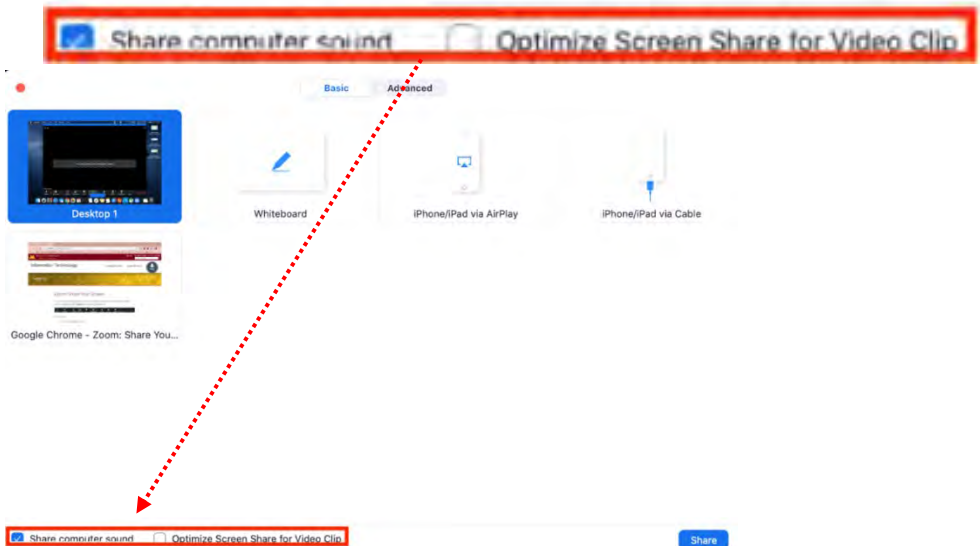 Share computer sound Optimize Screen Share for Video Clip
Basic Advanced
Desktop 1
Whiteboard
iPhone/iPad via AirPlay
iPhone/iPad via Cable
Google Chrome - Zoom: Share You...
Share computer sound Optimize Screen Share for Video Clip
Share